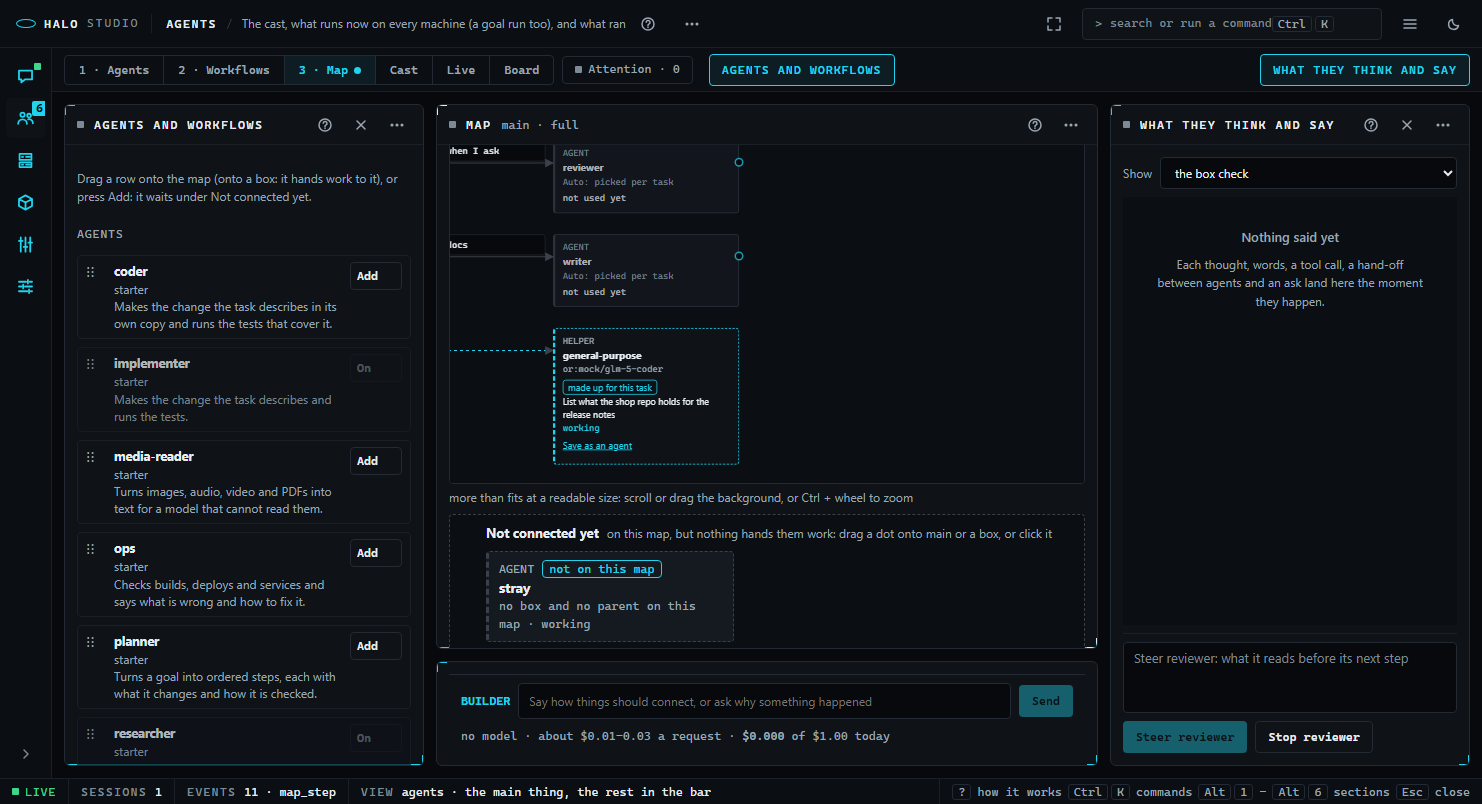 HALO STUDIO AGENTS / The cast, what runs now on every machine (a goal run too), and what ran ? ...
> search or run a command Ctrl K
1 · Agents 2 · Workflows 3 · Map Cast Live Board Attention · 0 AGENTS AND WORKFLOWS WHAT THEY THINK AND SAY
6
AGENTS AND WORKFLOWS
Drag a row onto the map (onto a box: it hands work to it), or
press Add: it waits under Not connected yet.
AGENTS
coder
Add
starter
Makes the change the task describes in its
own copy and runs the tests that cover it.
implementer
On
starter
Makes the change the task describes and
runs the tests.
media-reader
Add
starter
Turns images, audio, video and PDFs into
text for a model that cannot read them.
ops
Add
starter
Checks builds, deploys and services and
says what is wrong and how to fix it.
planner
Add
starter
Turns a goal into ordered steps, each with
what it changes and how it is checked.
researcher
On
starter
MAP main · full
when I ask
AGENT
reviewer
Auto: picked per task
not used yet
docs
AGENT
writer
Auto: picked per task
not used yet
HELPER
general-purpose
or:mock/glm-5-coder
made up for this task
List what the shop repo holds for the
release notes
working
Save as an agent
more than fits at a readable size: scroll or drag the background, or Ctrl + wheel to zoom
Not connected yet on this map, but nothing hands them work: drag a dot onto main or a box, or click it
AGENT not on this map
stray
no box and no parent on this
map · working
BUILDER Say how things should connect, or ask why something happened Send
no model · about $0.01–0.03 a request · $0.000 of $1.00 today
WHAT THEY THINK AND SAY
Show the box check
Nothing said yet
Each thought, words, a tool call, a hand-off
between agents and an ask land here the moment
they happen.
Steer reviewer: what it reads before its next step
Steer reviewer Stop reviewer
LIVE SESSIONS 1 EVENTS 11 · map_step VIEW agents · the main thing, the rest in the bar ? how it works Ctrl K commands Alt 1 – Alt 6 sections Esc close